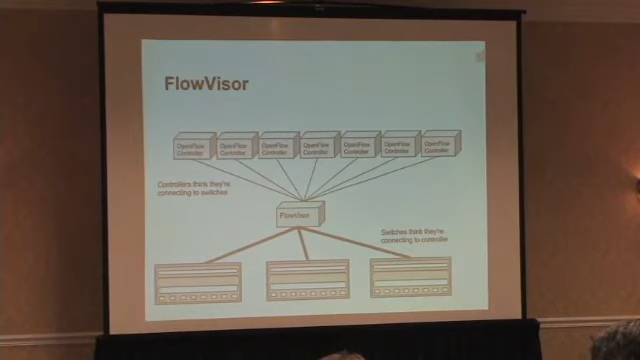 FlowVisor
OpenFlow
Controller
OpenFlow
Controller
OpenFlow
Controller
OpenFlow
Controller
OpenFlow
Controller
OpenFlow
Controller
OpenFlow
Controller
Controllers think they're
connecting to switches
FlowVisor
Switches think they're
connecting to controller